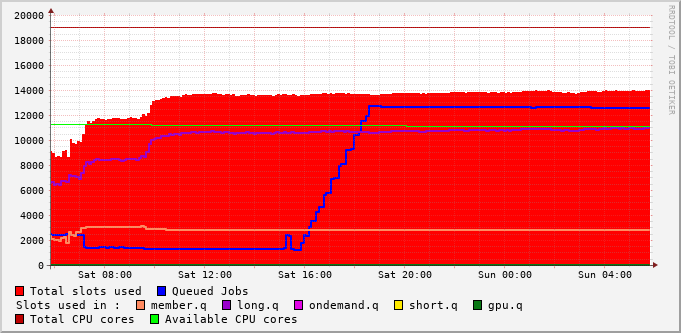 20000
18000
16000
14000
12000
10000
8000
6000
4000
2000
0
Sat 08:00 Sat 12:00 Sat 16:00 Sat 20:00 Sun 00:00 Sun 04:00
Total slots used Queued Jobs
Slots used in : member.q long.q ondemand.q short.q gpu.q
Total CPU cores Available CPU cores
RRDTOOL / TOBI OETIKER